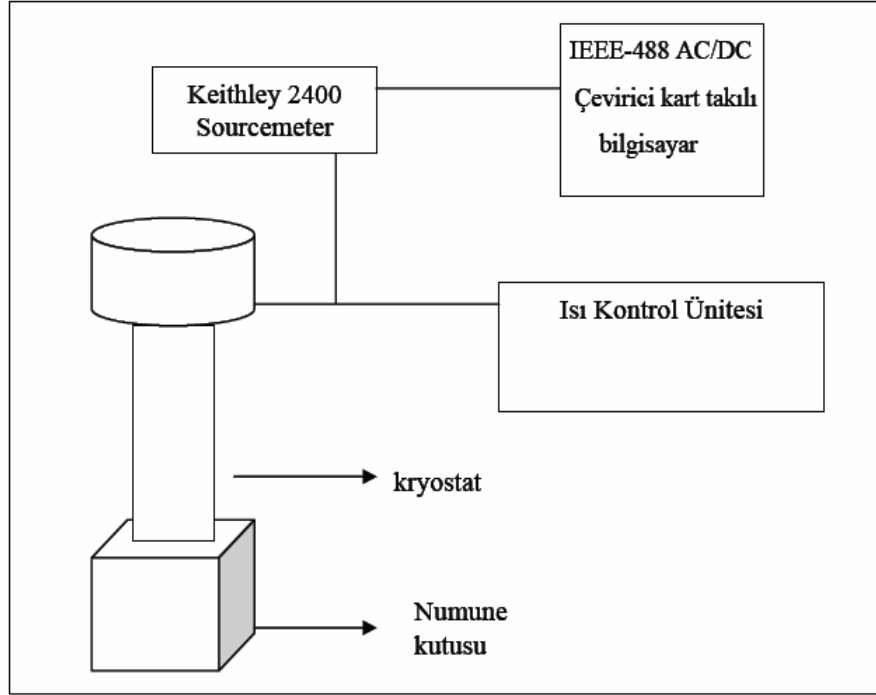 Keithley 2400
Sourcemeter
IEEE-488 AC/DC
Çevirici kart takılı
bilgisayar
Isı Kontrol Ünitesi
kryostat
Numune
kutusu